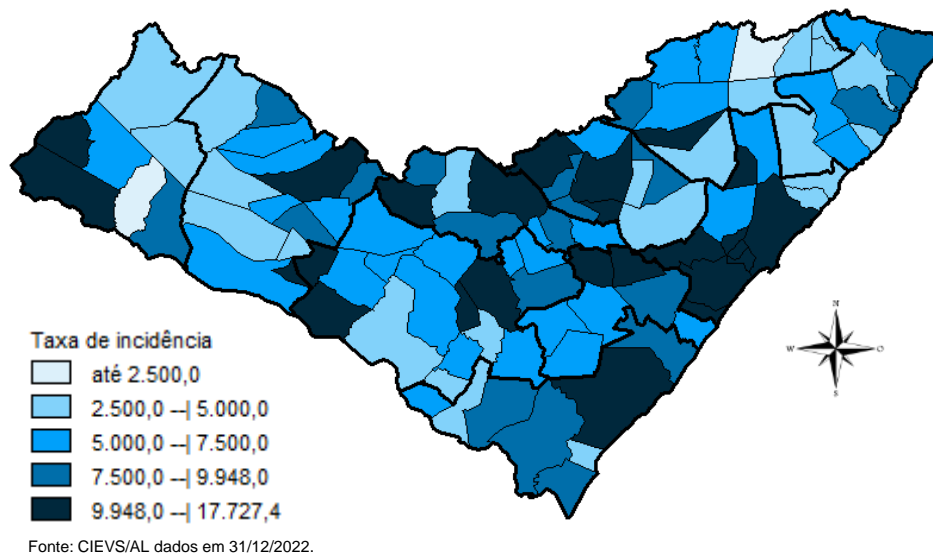 Taxa de incidência
até 2.500,0
2.500,0 --| 5.000,0
5.000,0 --| 7.500,0
7.500,0 --| 9.948,0
9.948,0 --| 17.727,4
N
W
O
S
Fonte: CIEVS/AL dados em 31/12/2022.